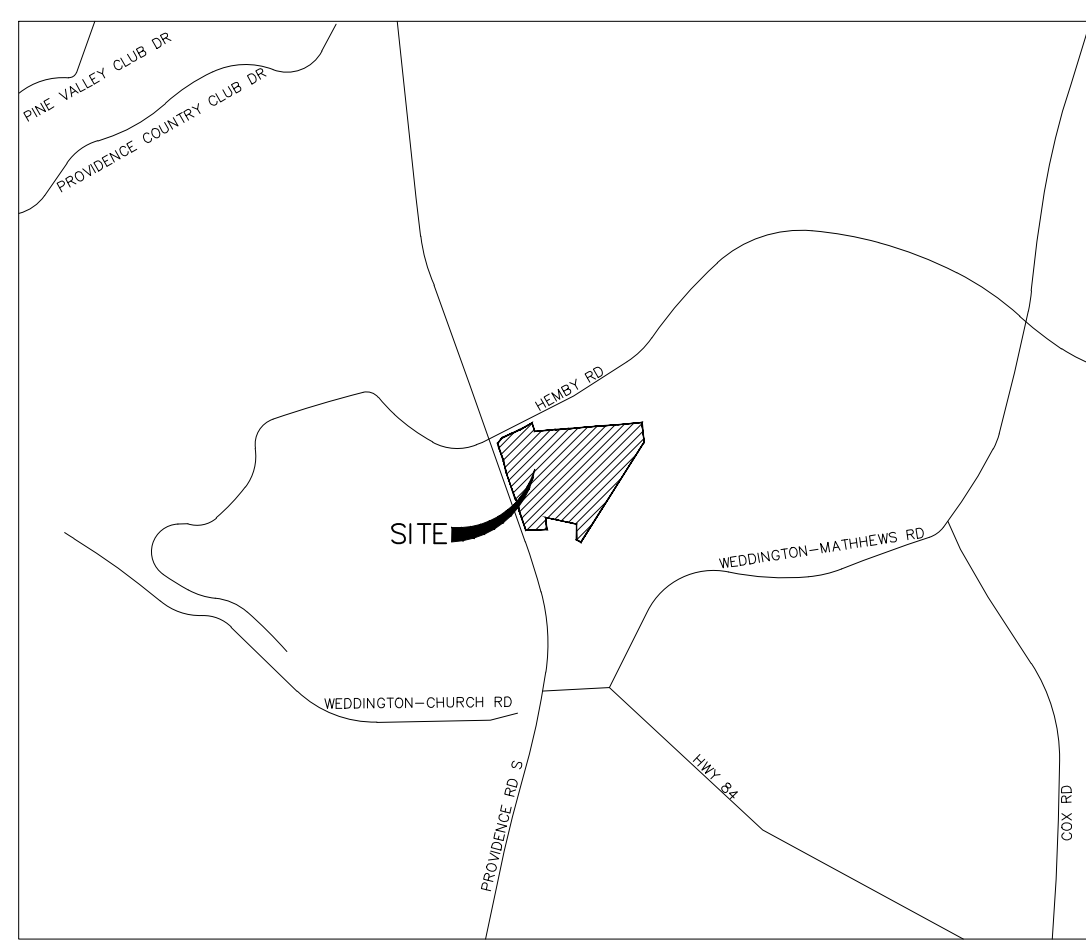 PINE VALLEY CLUB DR
PROVIDENCE COUNTRY CLUB DR
HEMBY RD
SITE
WEDDINGTON-MATHHEWS RD
WEDDINGTON-CHURCH RD
PROVIDENCE RD S
HWY 84
COX RD